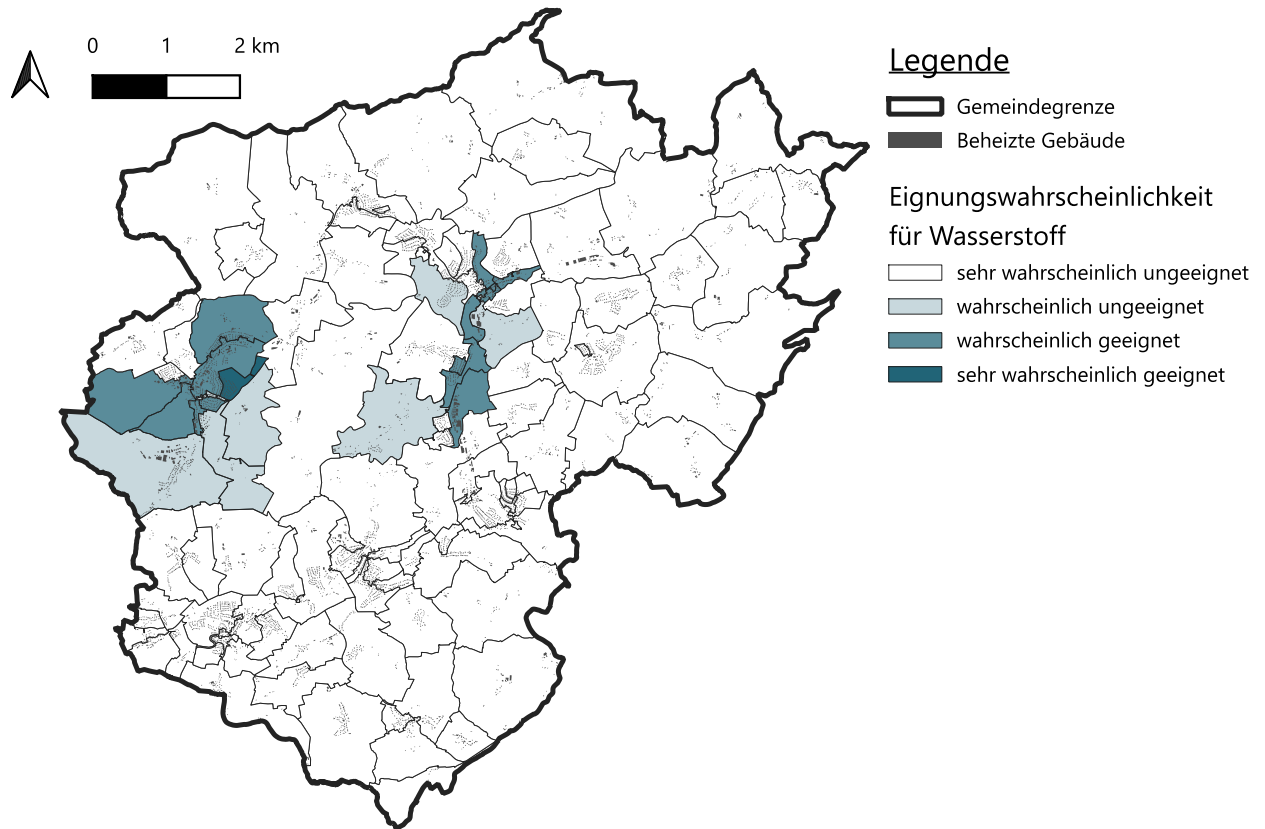 0 1 2 km
Legende
Gemeindegrenze
Beheizte Gebäude
Eignungswahrscheinlichkeit
für Wasserstoff
sehr wahrscheinlich ungeeignet
wahrscheinlich ungeeignet
wahrscheinlich geeignet
sehr wahrscheinlich geeignet